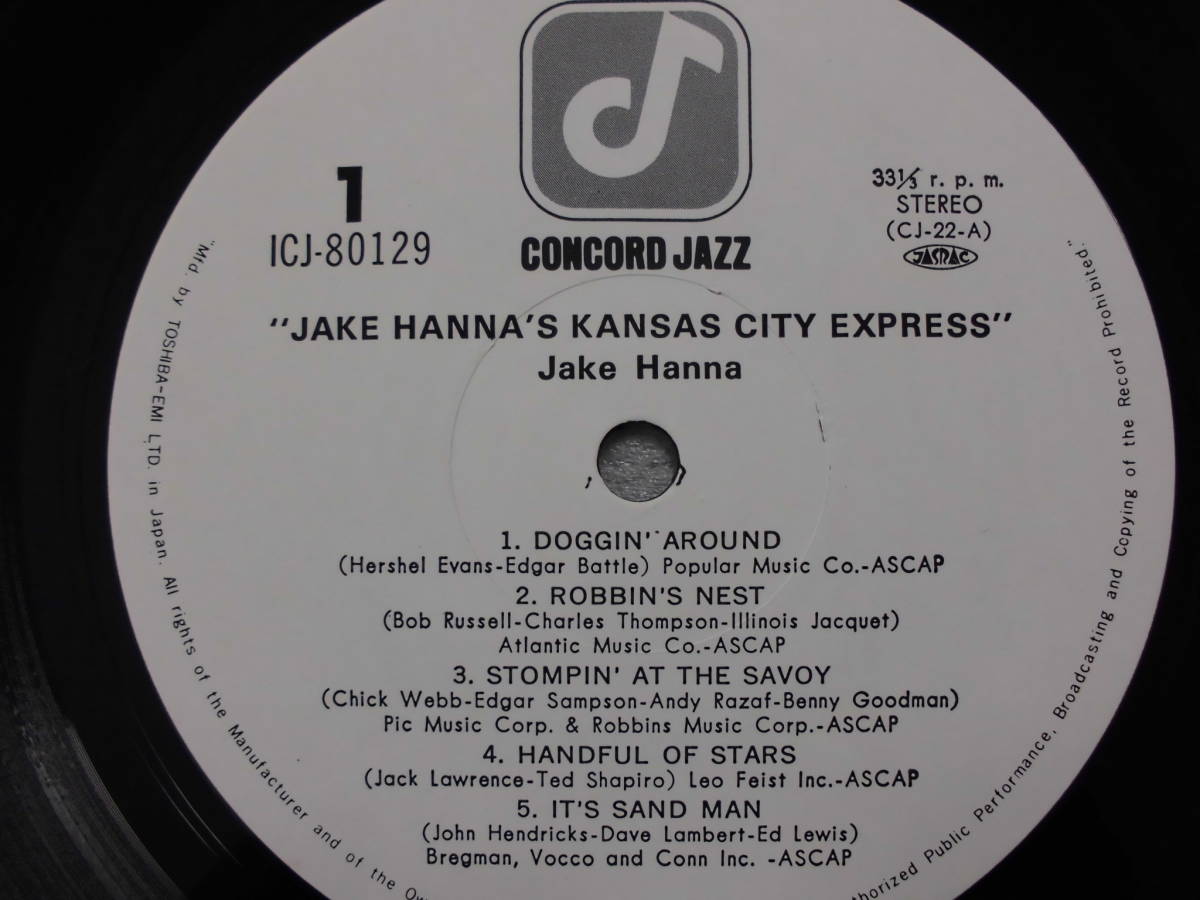 1
ICJ-80129
CONCORD JAZZ
33⅓ r. p. m.
STEREO
(CJ-22-A)
JASRAC
"JAKE HANNA'S KANSAS CITY EXPRESS"
Jake Hanna
1. DOGGIN' AROUND
(Hershel Evans-Edgar Battle) Popular Music Co.-ASCAP
2. ROBBIN'S NEST
(Bob Russell-Charles Thompson-Illinois Jacquet)
Atlantic Music Co.-ASCAP
3. STOMPIN' AT THE SAVOY
(Chick Webb-Edgar Sampson-Andy Razaf-Benny Goodman)
Pic Music Corp. & Robbins Music Corp.-ASCAP
4. HANDFUL OF STARS
(Jack Lawrence-Ted Shapiro) Leo Feist Inc.-ASCAP
5. IT'S SAND MAN
(John Hendricks-Dave Lambert-Ed Lewis)
Bregman, Vocco and Conn Inc. -ASCAP
"Mfd. by TOSHIBA-EMI LTD. in Japan. All rights of the Manufacturer and of the
Public Performance, Broadcasting and Copying of the Record Prohibited."